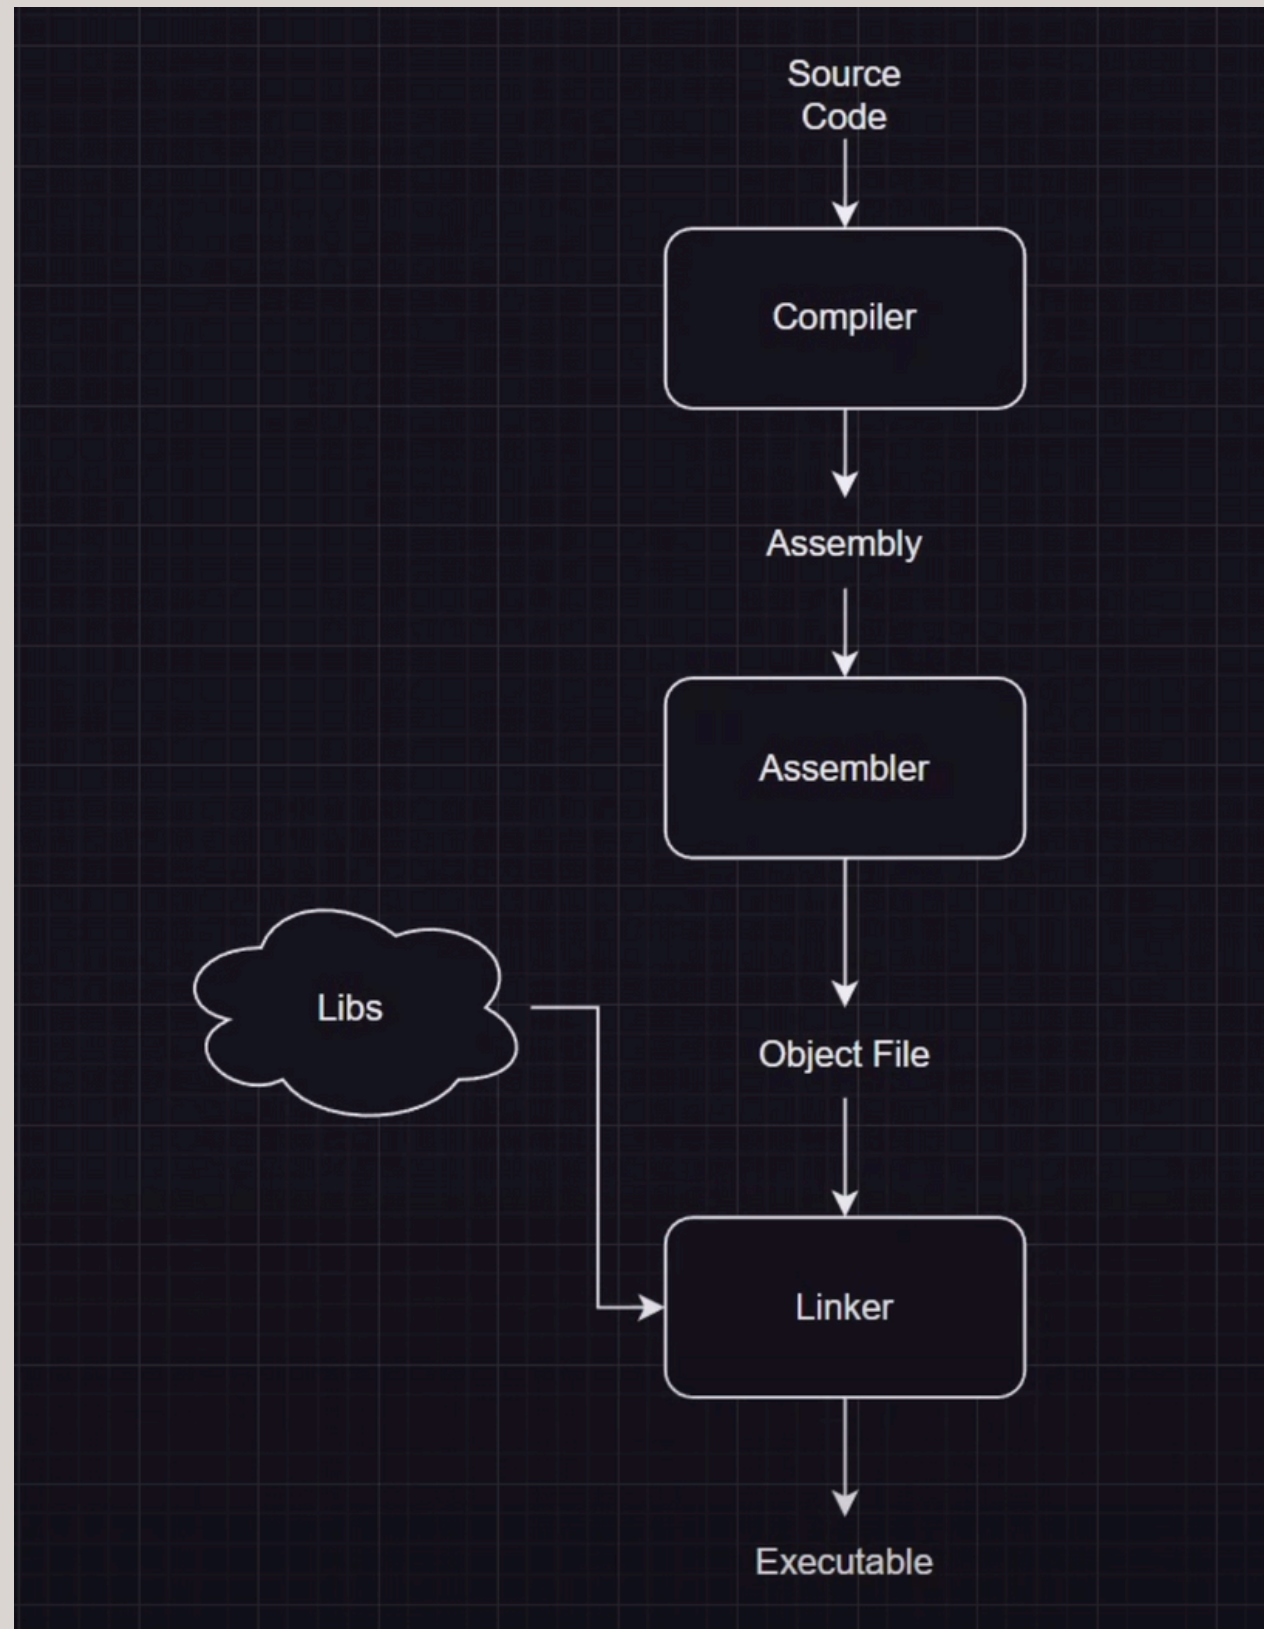 Source
Code
Compiler
Assembly
Assembler
Libs
Object File
Linker
Executable